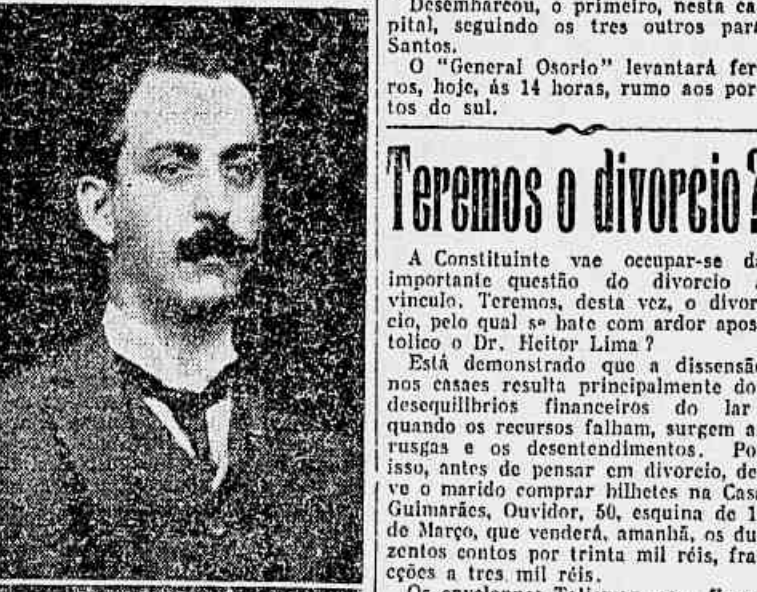 Desembarcou, o primeiro, nesta ca-
pital, seguindo os tres outros para
Santos.
O "General Osorio" levantará fer-
ros, hoje, ás 14 horas, rumo aos por-
tos do sul.
Teremos o divorcio?
A Constituinte vae occupar-se da
importante questão do divorcio a
vinculo. Teremos, desta vez, o divor-
cio, pelo qual se bate com ardor apos-
tolico o Dr. Heitor Lima?
Está demonstrado que a dissensão
nos casaes resulta principalmente do
desequilibrios financeiros do lar
quando os recursos falham, surgem a
rusgas e os desentendimentos. Po
isso, antes de pensar em divorcio, de-
ve o marido comprar bilhetes na Casa
Guimarães, Ouvidor, 50, esquina de 1
de Março, que venderá, amanhã, os du-
zentos contos por trinta mil réis, fra-
cções a tres mil réis.
Os enveloppes